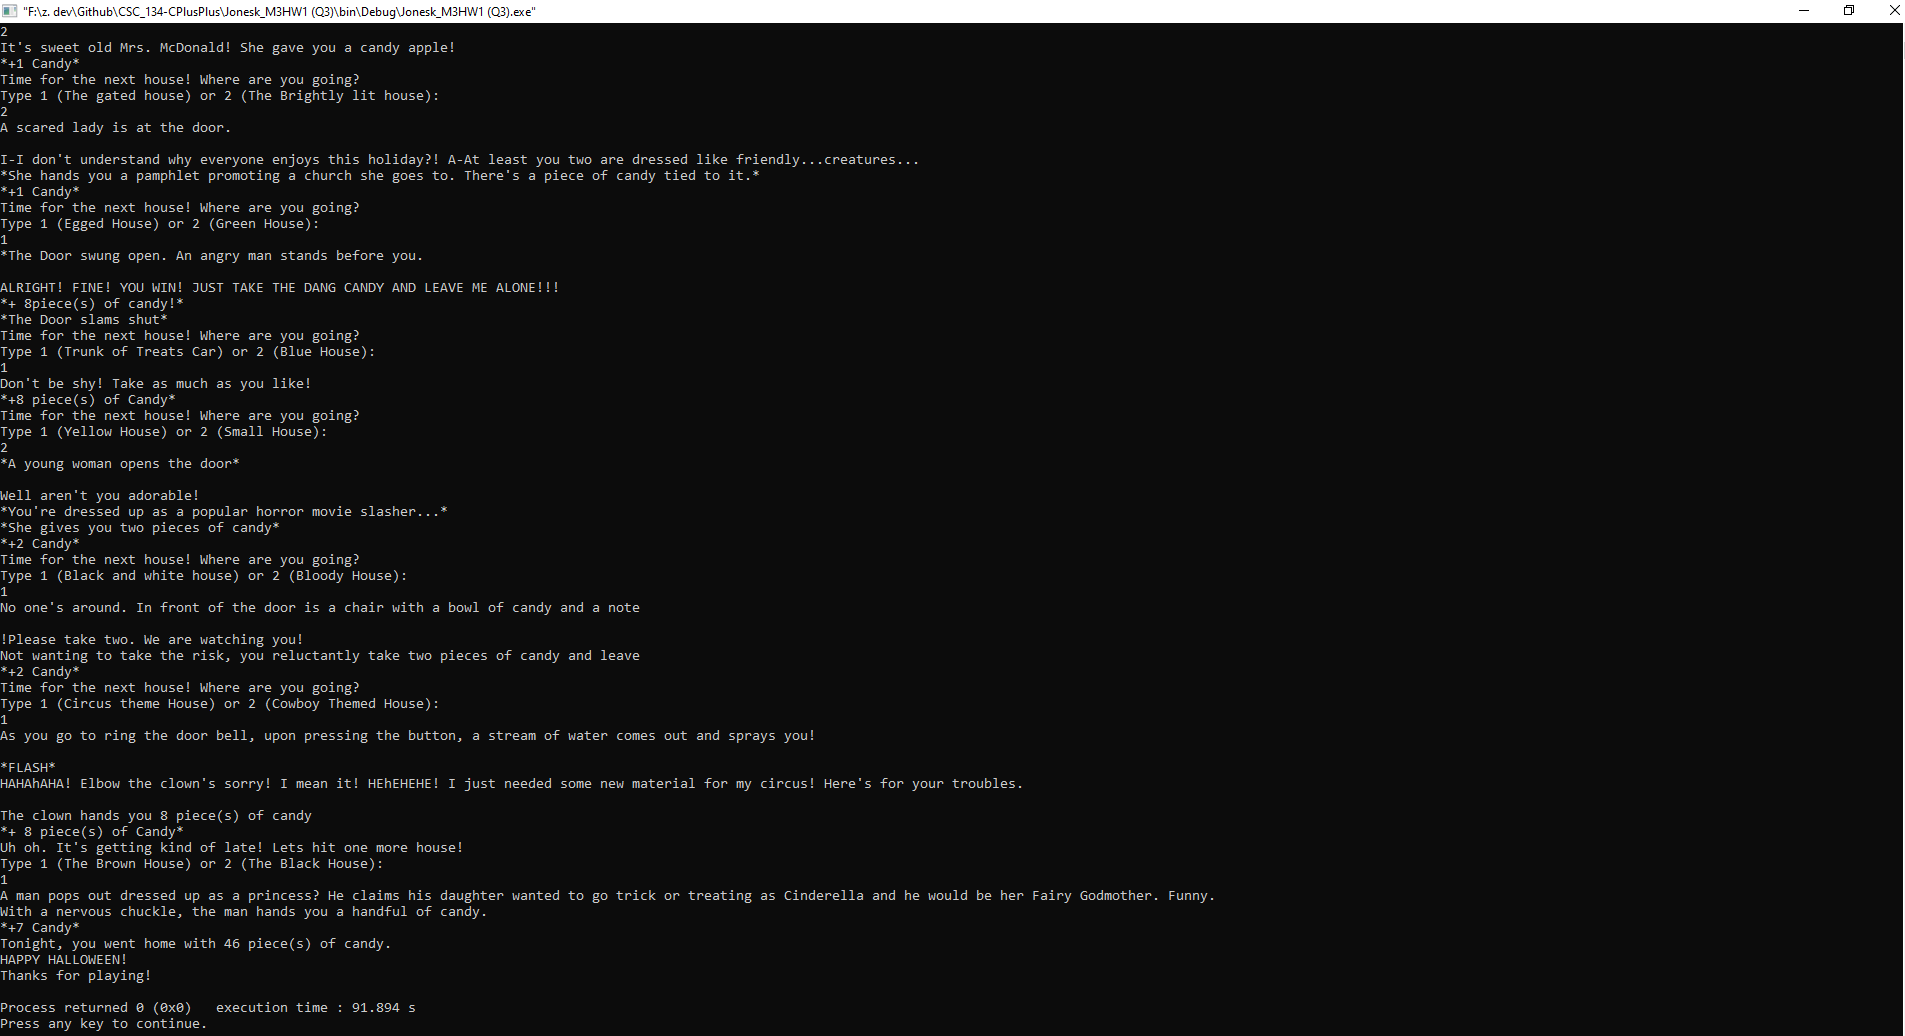 "F:\z. dev\Github\CSC_134-CPlusPlus\Jonesk_M3HW1 (Q3)\bin\Debug\Jonesk_M3HW1 (Q3).exe"
2
It's sweet old Mrs. McDonald! She gave you a candy apple!
*+1 Candy*
Time for the next house! Where are you going?
Type 1 (The gated house) or 2 (The Brightly lit house):
2
A scared lady is at the door.
I-I don't understand why everyone enjoys this holiday?! A-At least you two are dressed like friendly...creatures...
*She hands you a pamphlet promoting a church she goes to. There's a piece of candy tied to it.*
*+1 Candy*
Time for the next house! Where are you going?
Type 1 (Egged House) or 2 (Green House):
1
*The Door swung open. An angry man stands before you.
ALRIGHT! FINE! YOU WIN! JUST TAKE THE DANG CANDY AND LEAVE ME ALONE!!!
*+ 8piece(s) of candy!*
*The Door slams shut*
Time for the next house! Where are you going?
Type 1 (Trunk of Treats Car) or 2 (Blue House):
1
Don't be shy! Take as much as you like!
*+8 piece(s) of Candy*
Time for the next house! Where are you going?
Type 1 (Yellow House) or 2 (Small House):
2
*A young woman opens the door*
Well aren't you adorable!
*You're dressed up as a popular horror movie slasher...*
*She gives you two pieces of candy*
*+2 Candy*
Time for the next house! Where are you going?
Type 1 (Black and white house) or 2 (Bloody House):
1
No one's around. In front of the door is a chair with a bowl of candy and a note
!Please take two. We are watching you!
Not wanting to take the risk, you reluctantly take two pieces of candy and leave
*+2 Candy*
Time for the next house! Where are you going?
Type 1 (Circus theme House) or 2 (Cowboy Themed House):
1
As you go to ring the door bell, upon pressing the button, a stream of water comes out and sprays you!
*FLASH*
HAHAhAHA! Elbow the clown's sorry! I mean it! HEhEHEHE! I just needed some new material for my circus! Here's for your troubles.
The clown hands you 8 piece(s) of candy
*+ 8 piece(s) of Candy*
Uh oh. It's getting kind of late! Lets hit one more house!
Type 1 (The Brown House) or 2 (The Black House):
1
A man pops out dressed up as a princess? He claims his daughter wanted to go trick or treating as Cinderella and he would be her Fairy Godmother. Funny.
With a nervous chuckle, the man hands you a handful of candy.
*+7 Candy*
Tonight, you went home with 46 piece(s) of candy.
HAPPY HALLOWEEN!
Thanks for playing!
Process returned 0 (0x0)   execution time : 91.894 s
Press any key to continue.